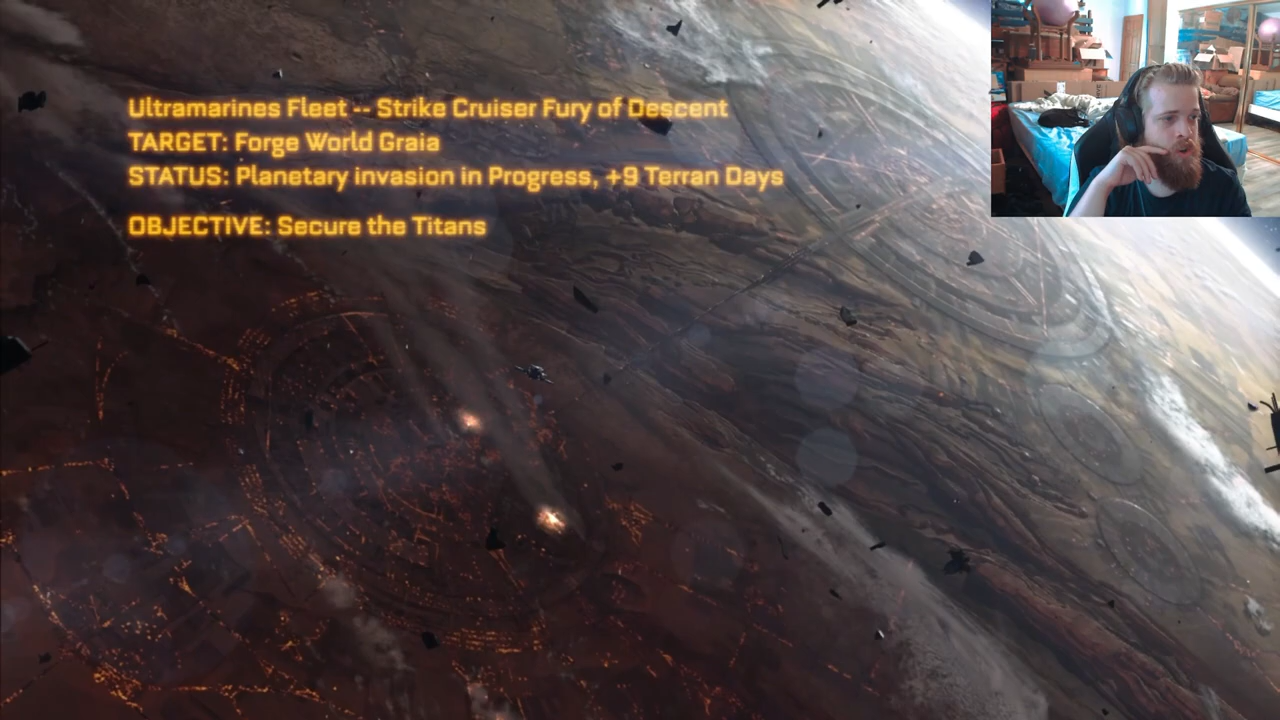 Ultramarines Fleet -- Strike Cruiser Fury of Descent
TARGET: Forge World Graia
STATUS: Planetary invasion in Progress, +9 Terran Days
OBJECTIVE: Secure the Titans